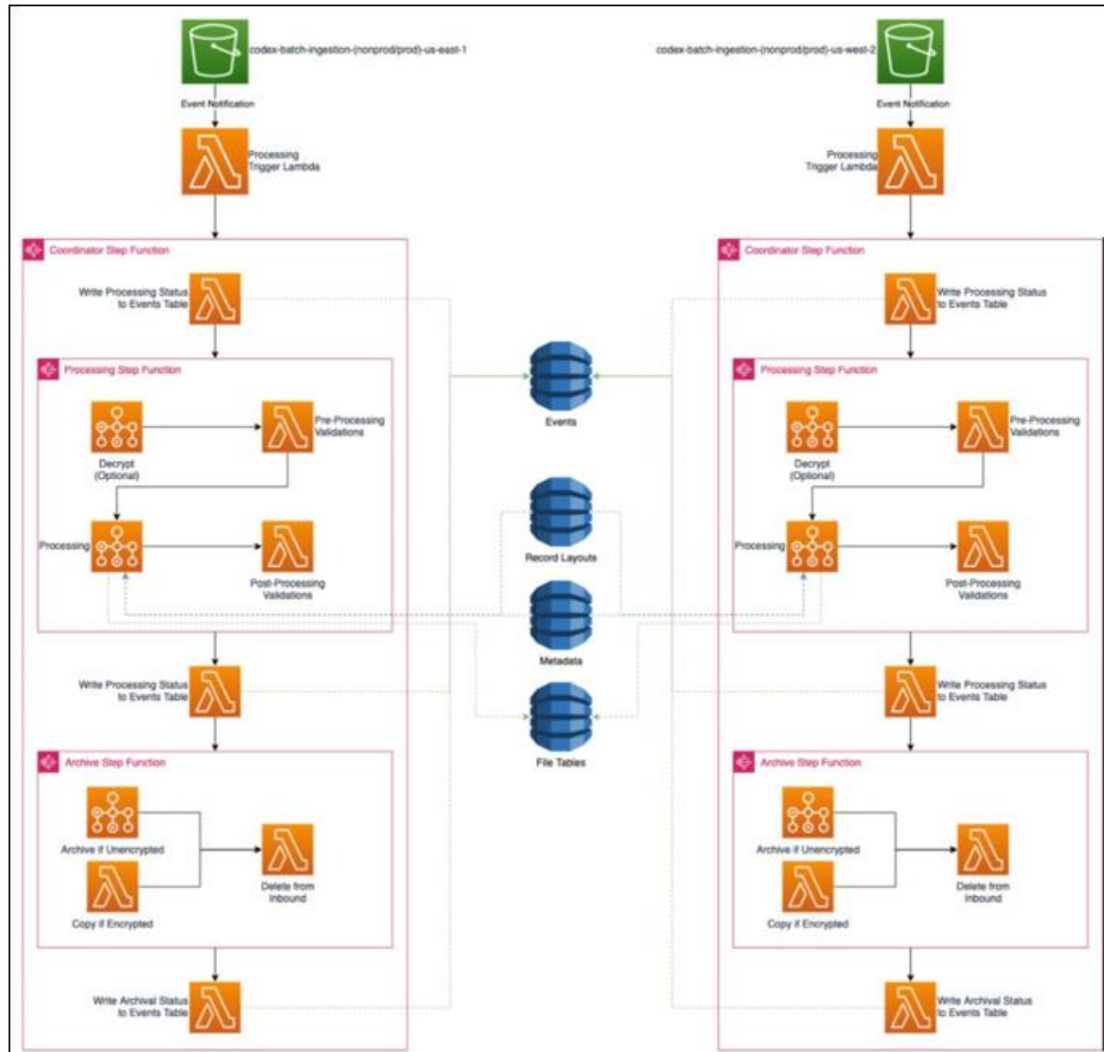 codex-batch-ingestion-(nonprod/prod)-us-east-1
codex-batch-ingestion-(nonprod/prod)-us-west-2
Event Notification
Event Notification
Processing
Trigger Lambda
Processing
Trigger Lambda
Coordinator Step Function
Coordinator Step Function
Write Processing Status
to Events Table
Write Processing Status
to Events Table
Processing Step Function
Processing Step Function
Events
Pre-Processing
Validations
Pre-Processing
Validations
Decrypt
(Optional)
Decrypt
(Optional)
Record Layouts
Processing
Processing
Post-Processing
Validations
Post-Processing
Validations
Metadata
Write Processing Status
to Events Table
Write Processing Status
to Events Table
File Tables
Archive Step Function
Archive Step Function
Archive if Unencrypted
Archive if Unencrypted
Delete from
Inbound
Delete from
Inbound
Copy if Encrypted
Copy if Encrypted
Write Archival Status
to Events Table
Write Archival Status
to Events Table